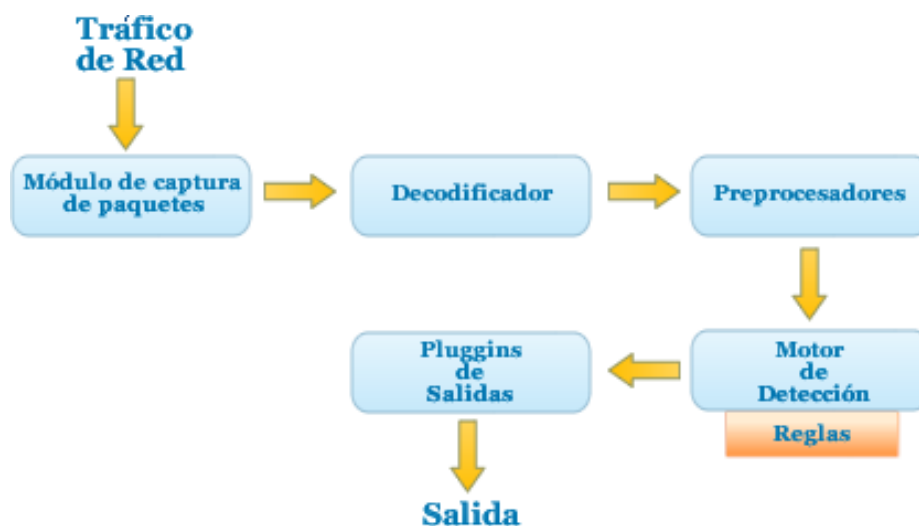 Tráfico
de Red
Módulo de captura
de paquetes
Decodificador
Preprocesadores
Motor
de
Detección
Reglas
Pluggins
de
Salidas
Salida